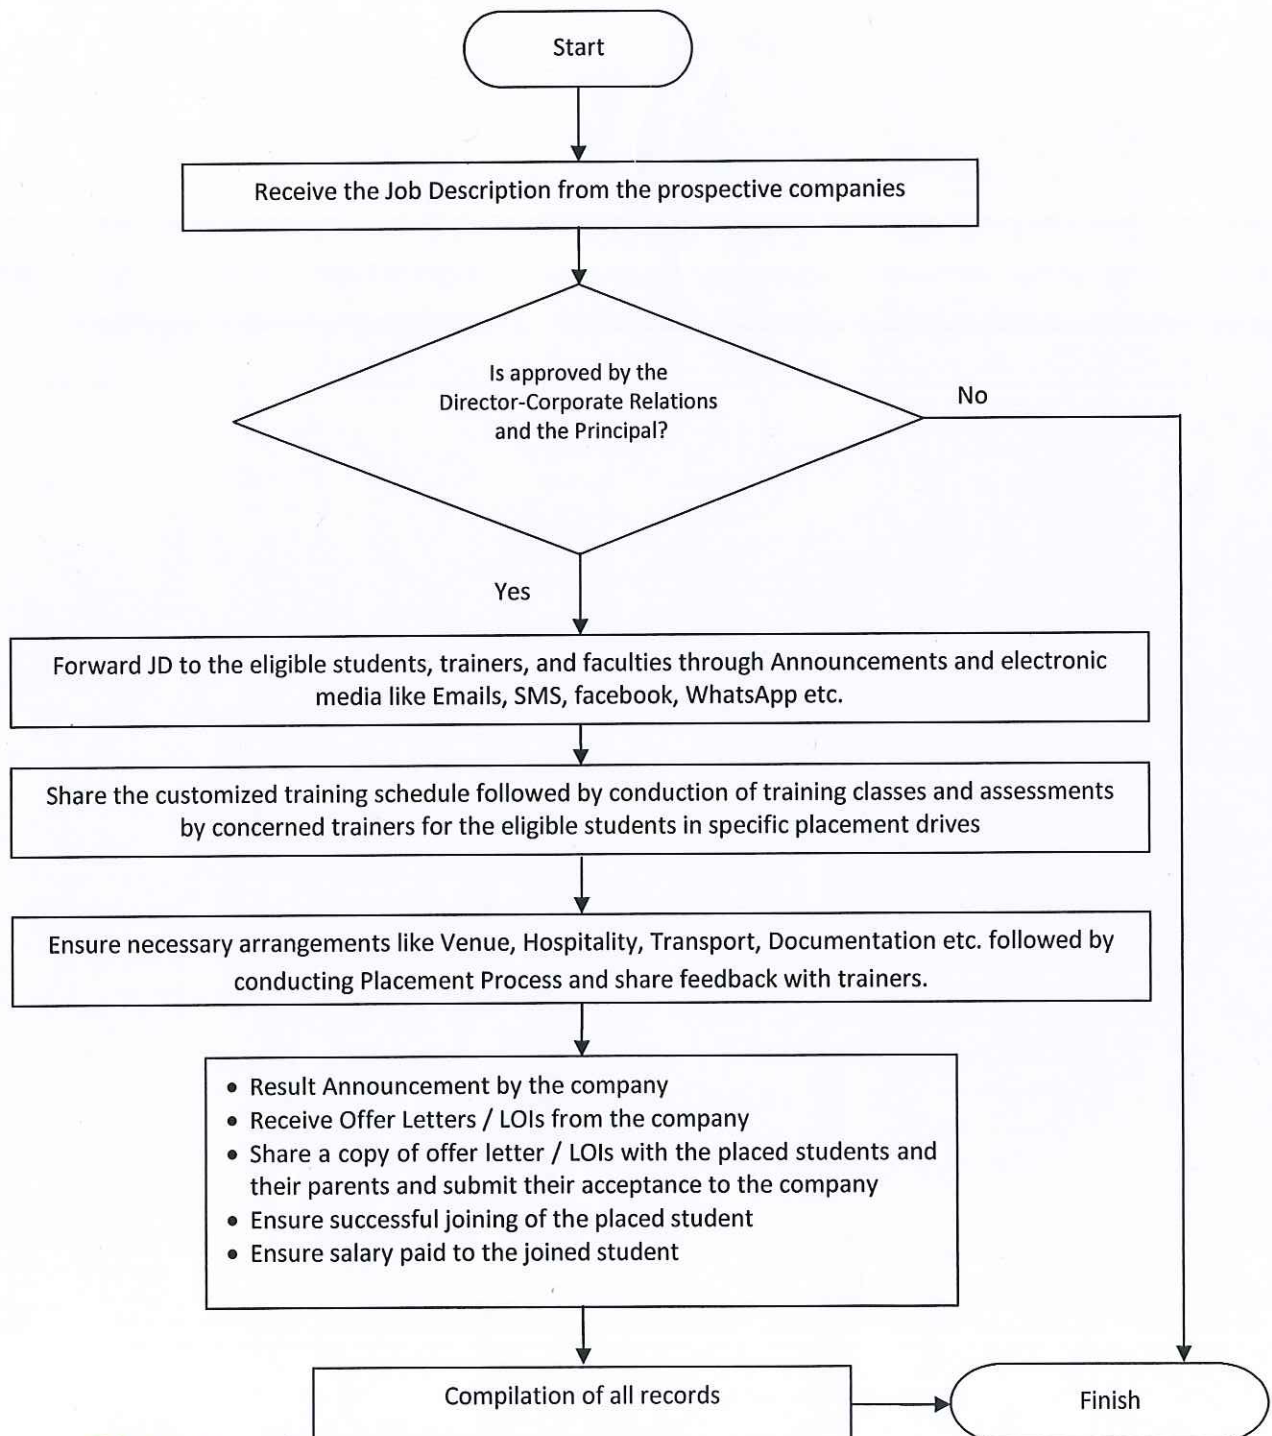 Start
Receive the Job Description from the prospective companies
Is approved by the
Director-Corporate Relations
and the Principal?
No
Yes
Forward JD to the eligible students, trainers, and faculties through Announcements and electronic
media like Emails, SMS, facebook, WhatsApp etc.
Share the customized training schedule followed by conduction of training classes and assessments
by concerned trainers for the eligible students in specific placement drives
Ensure necessary arrangements like Venue, Hospitality, Transport, Documentation etc. followed by
conducting Placement Process and share feedback with trainers.
• Result Announcement by the company
• Receive Offer Letters / LOIs from the company
• Share a copy of offer letter / LOIs with the placed students and
their parents and submit their acceptance to the company
• Ensure successful joining of the placed student
• Ensure salary paid to the joined student
Compilation of all records
Finish